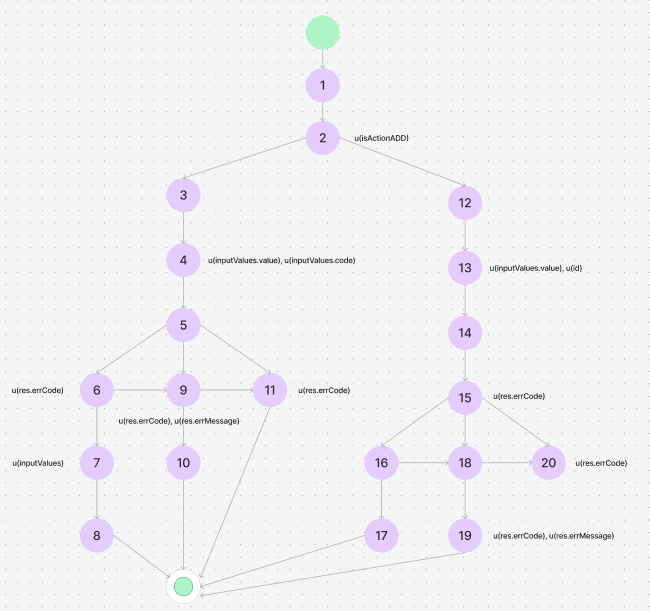 1
2
u(isActionADD)
3
12
4
u(inputValues.value), u(inputValues.code)
13
u(inputValues.value), u(id)
5
14
u(res.errCode)
6
9
11
u(res.errCode)
15
u(res.errCode)
u(res.errCode), u(res.errMessage)
u(inputValues)
7
10
16
18
20
u(res.errCode)
8
17
19
u(res.errCode), u(res.errMessage)